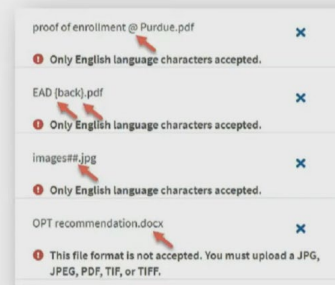 proof of enrollment @ Purdue.pdf
Only English language characters accepted.
EAD {back}.pdf
Only English language characters accepted.
images##.jpg
Only English language characters accepted.
OPT recommendation.docx
This file format is not accepted. You must upload a JPG,
JPEG, PDF, TIF, or TIFF.